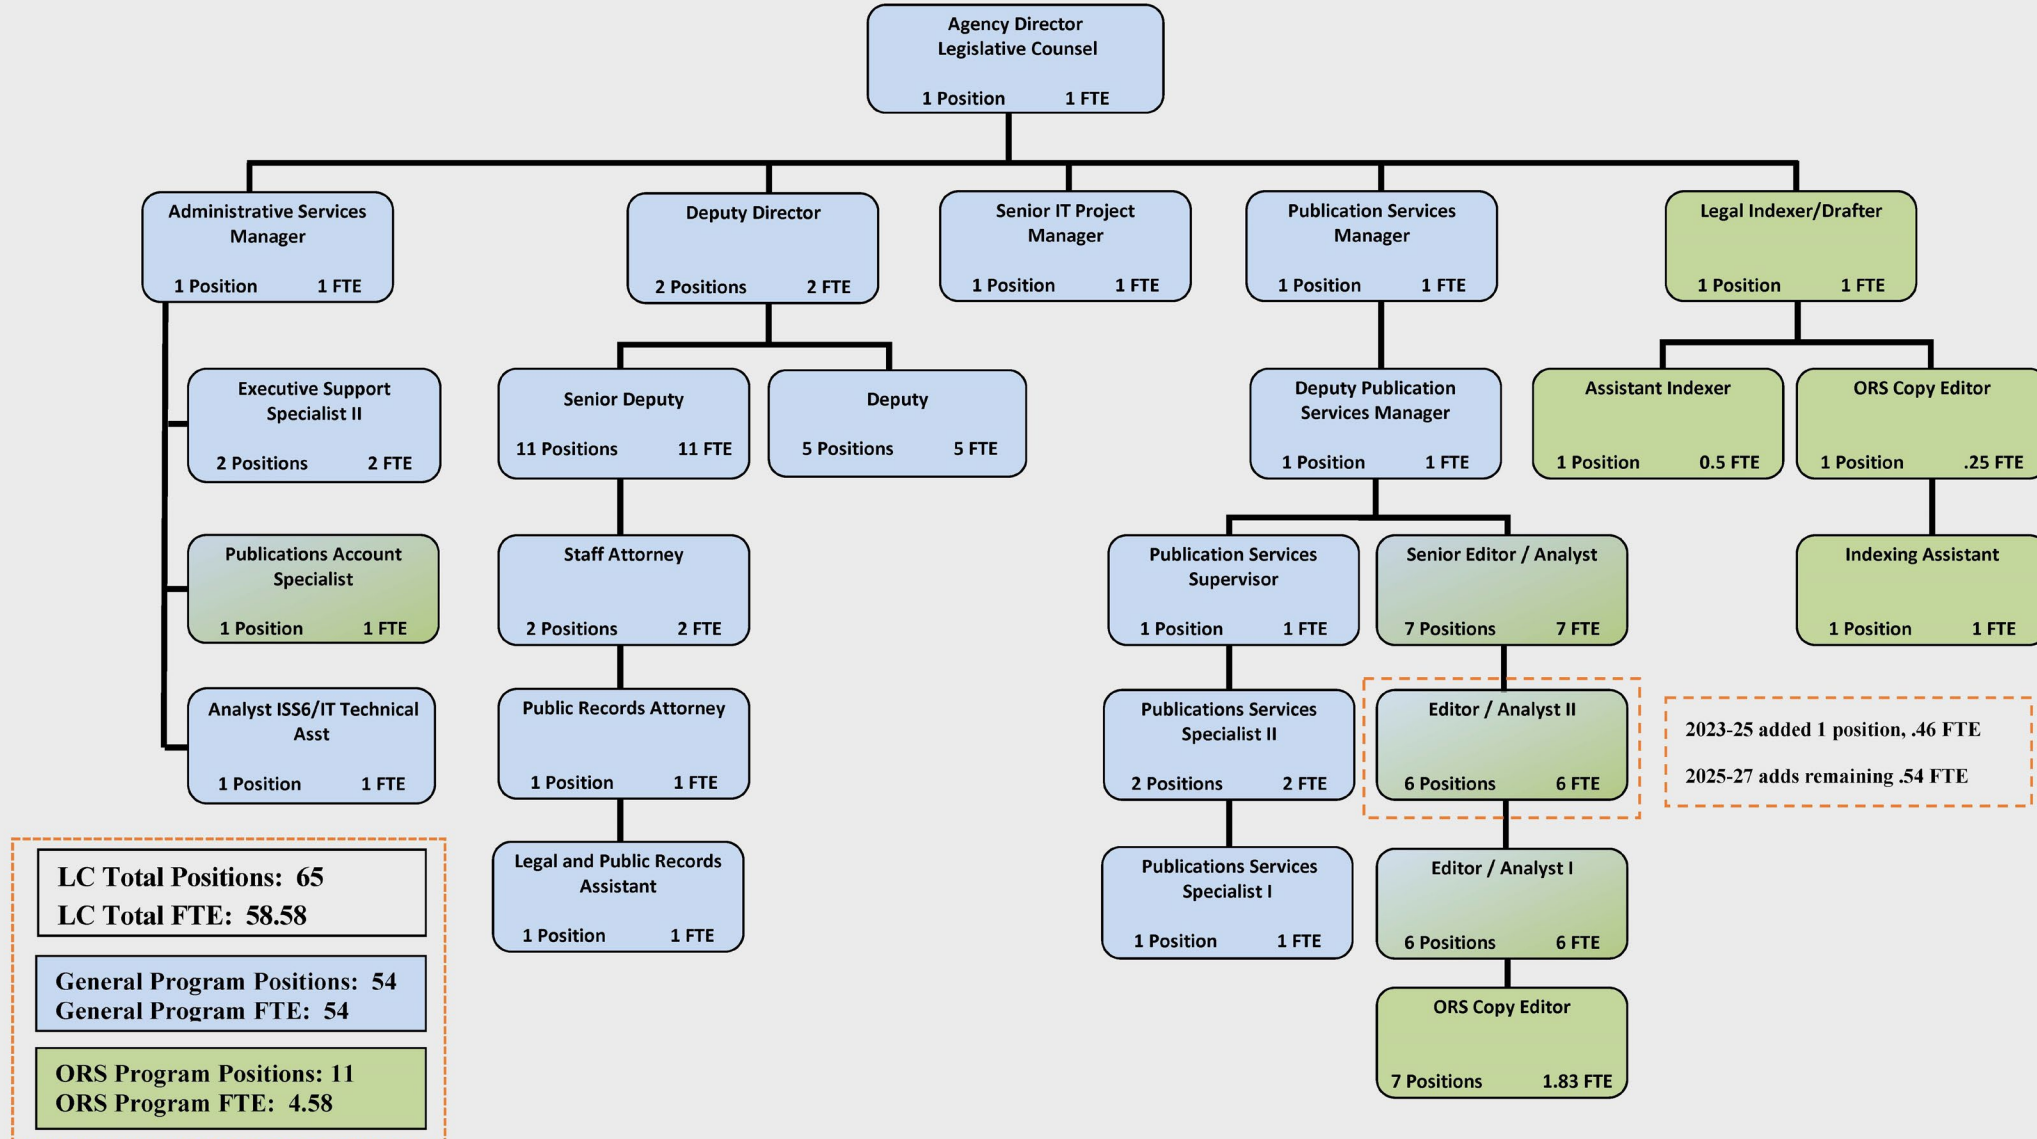 Agency Director
Legislative Counsel
1 Position 1 FTE
Administrative Services
Manager
1 Position 1 FTE
Deputy Director
2 Positions 2 FTE
Senior IT Project
Manager
1 Position 1 FTE
Publication Services
Manager
1 Position 1 FTE
Legal Indexer/Drafter
1 Position 1 FTE
Executive Support
Specialist II
2 Positions 2 FTE
Senior Deputy
11 Positions 11 FTE
Deputy
5 Positions 5 FTE
Deputy Publication
Services Manager
1 Position 1 FTE
Assistant Indexer
1 Position 0.5 FTE
ORS Copy Editor
1 Position .25 FTE
Publications Account
Specialist
1 Position 1 FTE
Staff Attorney
2 Positions 2 FTE
Publication Services
Supervisor
1 Position 1 FTE
Senior Editor / Analyst
7 Positions 7 FTE
Indexing Assistant
1 Position 1 FTE
Analyst ISS6/IT Technical
Asst
1 Position 1 FTE
Public Records Attorney
1 Position 1 FTE
Publications Services
Specialist II
2 Positions 2 FTE
Editor / Analyst II
6 Positions 6 FTE
2023-25 added 1 position, .46 FTE
2025-27 adds remaining .54 FTE
Legal and Public Records
Assistant
1 Position 1 FTE
Publications Services
Specialist I
1 Position 1 FTE
Editor / Analyst I
6 Positions 6 FTE
ORS Copy Editor
7 Positions 1.83 FTE
LC Total Positions: 65
LC Total FTE: 58.58
General Program Positions: 54
General Program FTE: 54
ORS Program Positions: 11
ORS Program FTE: 4.58